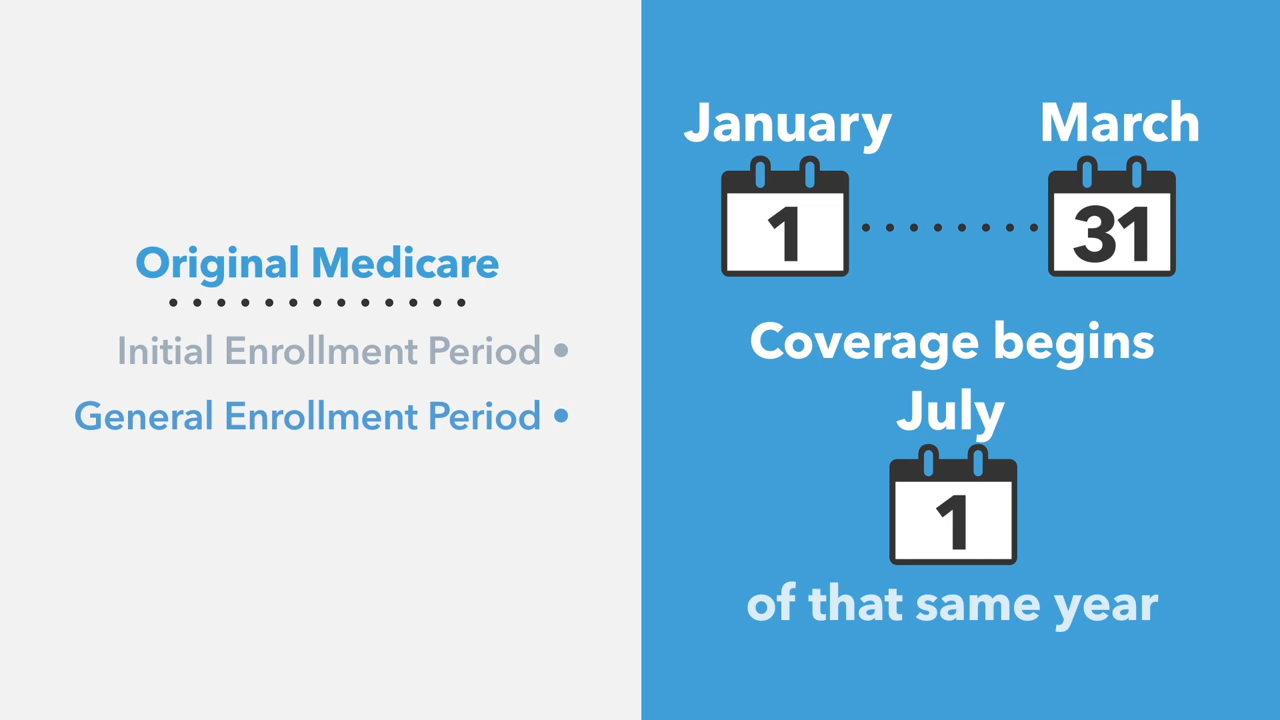 Original Medicare
Initial Enrollment Period •
General Enrollment Period •
January
March
1
31
Coverage begins
July
1
of that same year